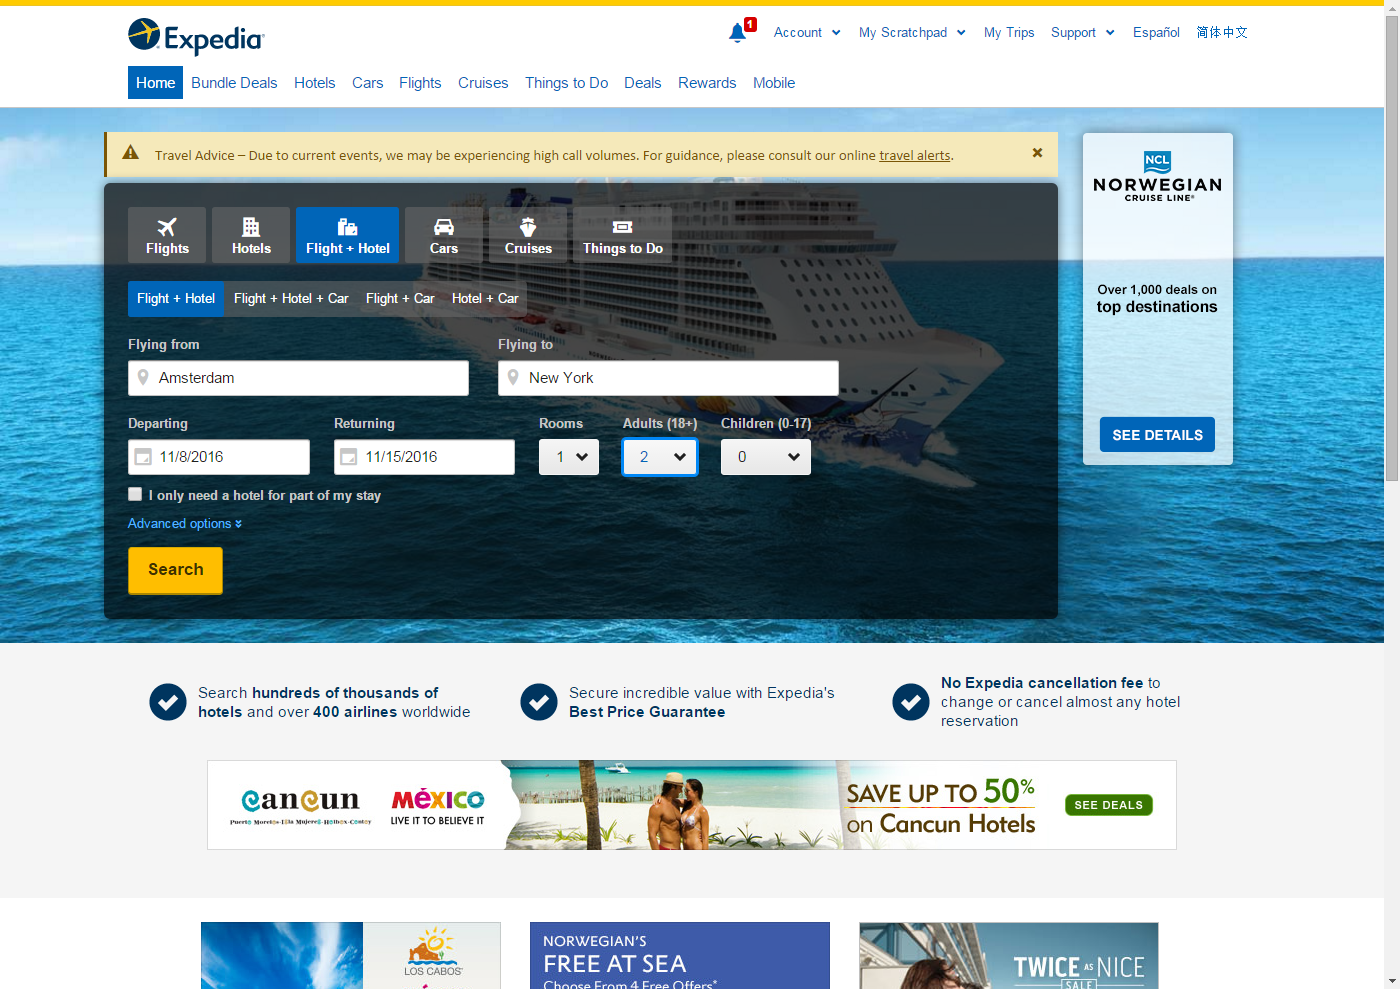 Expedia
1
Account
My Scratchpad
My Trips
Support
Español
简体中文
Home
Bundle Deals
Hotels
Cars
Flights
Cruises
Things to Do
Deals
Rewards
Mobile
Travel Advice – Due to current events, we may be experiencing high call volumes. For guidance, please consult our online travel alerts.
NCL
NORWEGIAN
CRUISE LINE®
Over 1,000 deals on
top destinations
SEE DETAILS
Flights
Hotels
Flight + Hotel
Cars
Cruises
Things to Do
Flight + Hotel
Flight + Hotel + Car
Flight + Car
Hotel + Car
Flying from
Flying to
Amsterdam
New York
Departing
Returning
Rooms
Adults (18+)
Children (0-17)
11/8/2016
11/15/2016
1
2
0
I only need a hotel for part of my stay
Advanced options
Search
Search hundreds of thousands of
hotels and over 400 airlines worldwide
Secure incredible value with Expedia's
Best Price Guarantee
No Expedia cancellation fee to
change or cancel almost any hotel
reservation
cancun
Puerto Morelos-Isla Mujeres-Holbox-Contoy
MéXICO
LIVE IT TO BELIEVE IT
SAVE UP TO 50%
on Cancun Hotels
SEE DEALS
LOS CABOS
NORWEGIAN'S
FREE AT SEA
Choose From 4 Free Offers*
TWICE AS NICE
SALE